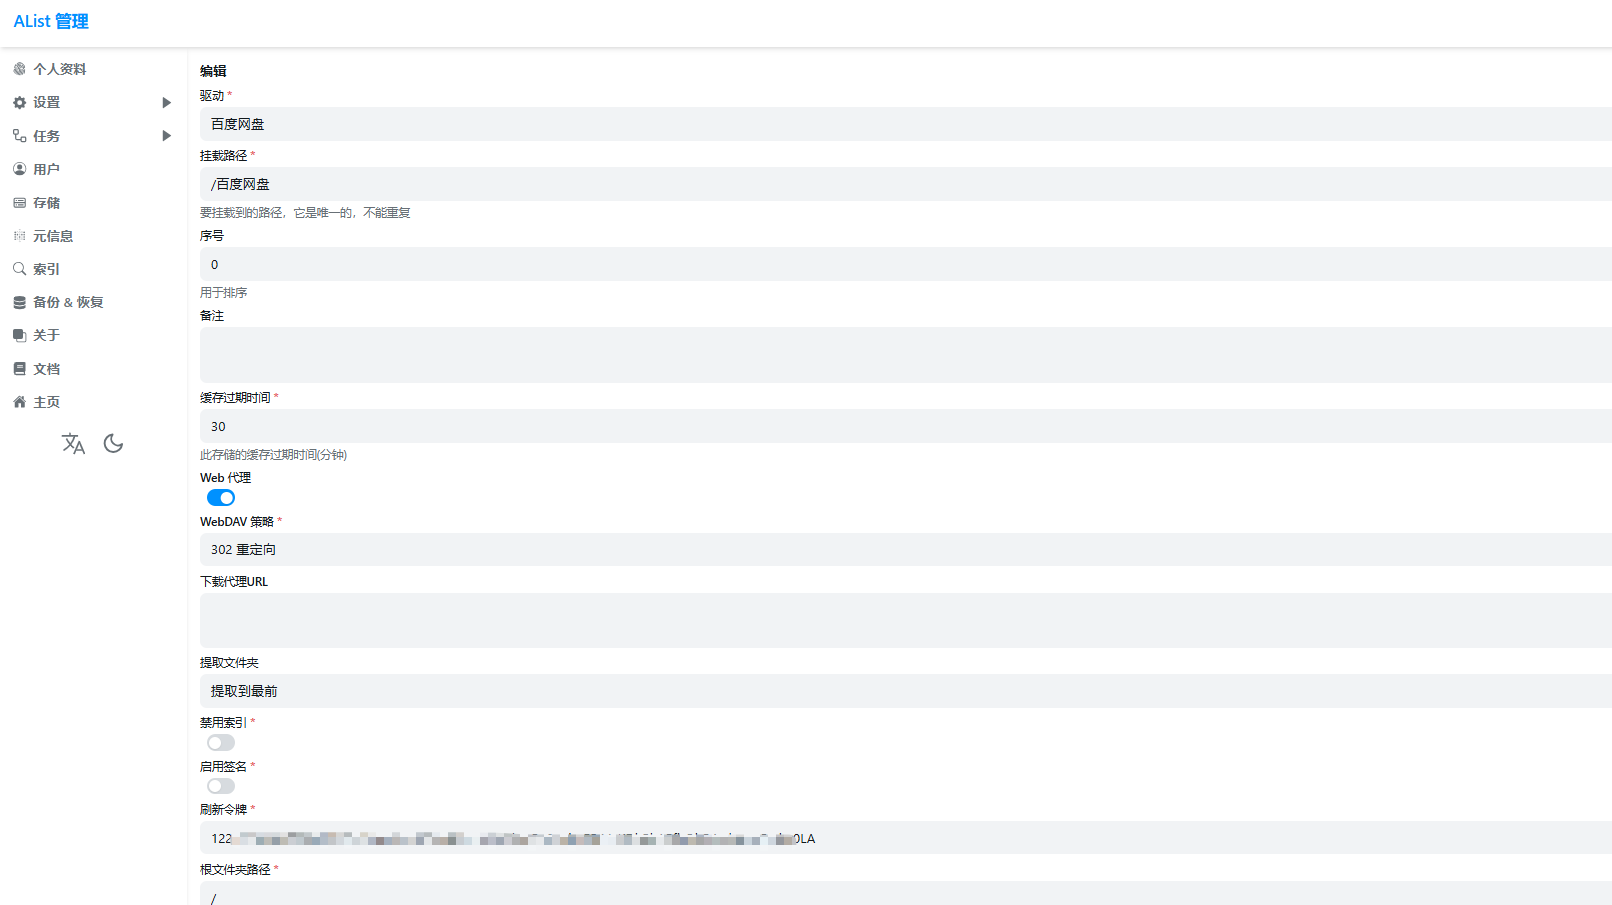 AList 管理
个人资料
设置
任务
用户
存储
元信息
索引
备份 & 恢复
关于
文档
主页
编辑
驱动 *
百度网盘
挂载路径 *
/百度网盘
要挂载到的路径，它是唯一的，不能重复
序号
0
用于排序
备注
缓存过期时间 *
30
此存储的缓存过期时间(分钟)
Web 代理
WebDAV 策略 *
302 重定向
下载代理URL
提取文件夹
提取到最前
禁用索引 *
启用签名 *
刷新令牌 *
122
0LA
根文件夹路径 *
/